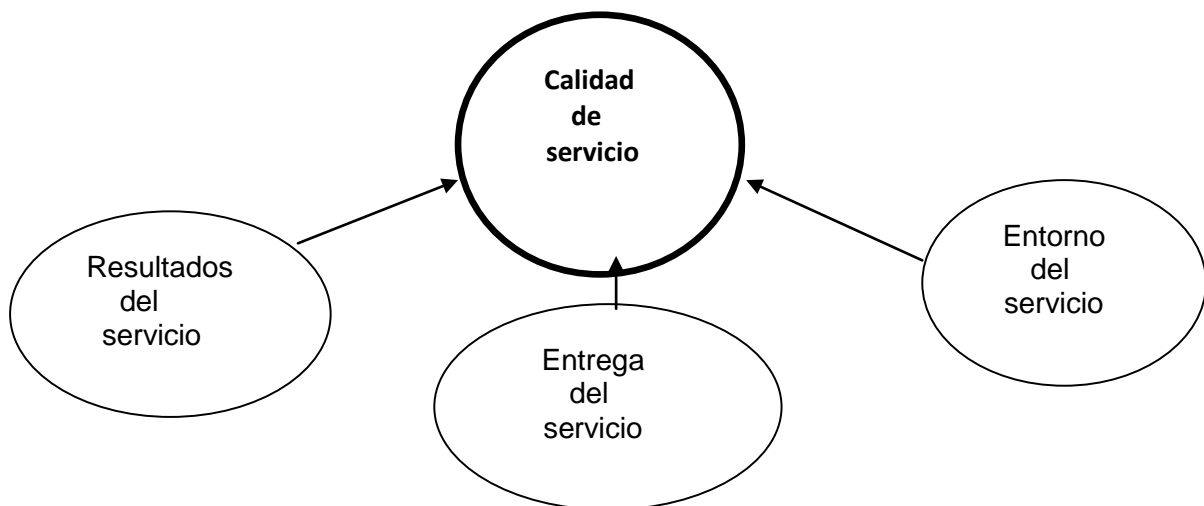 Calidad
de
servicio
Resultados
del
servicio
Entrega
del
servicio
Entorno
del
servicio